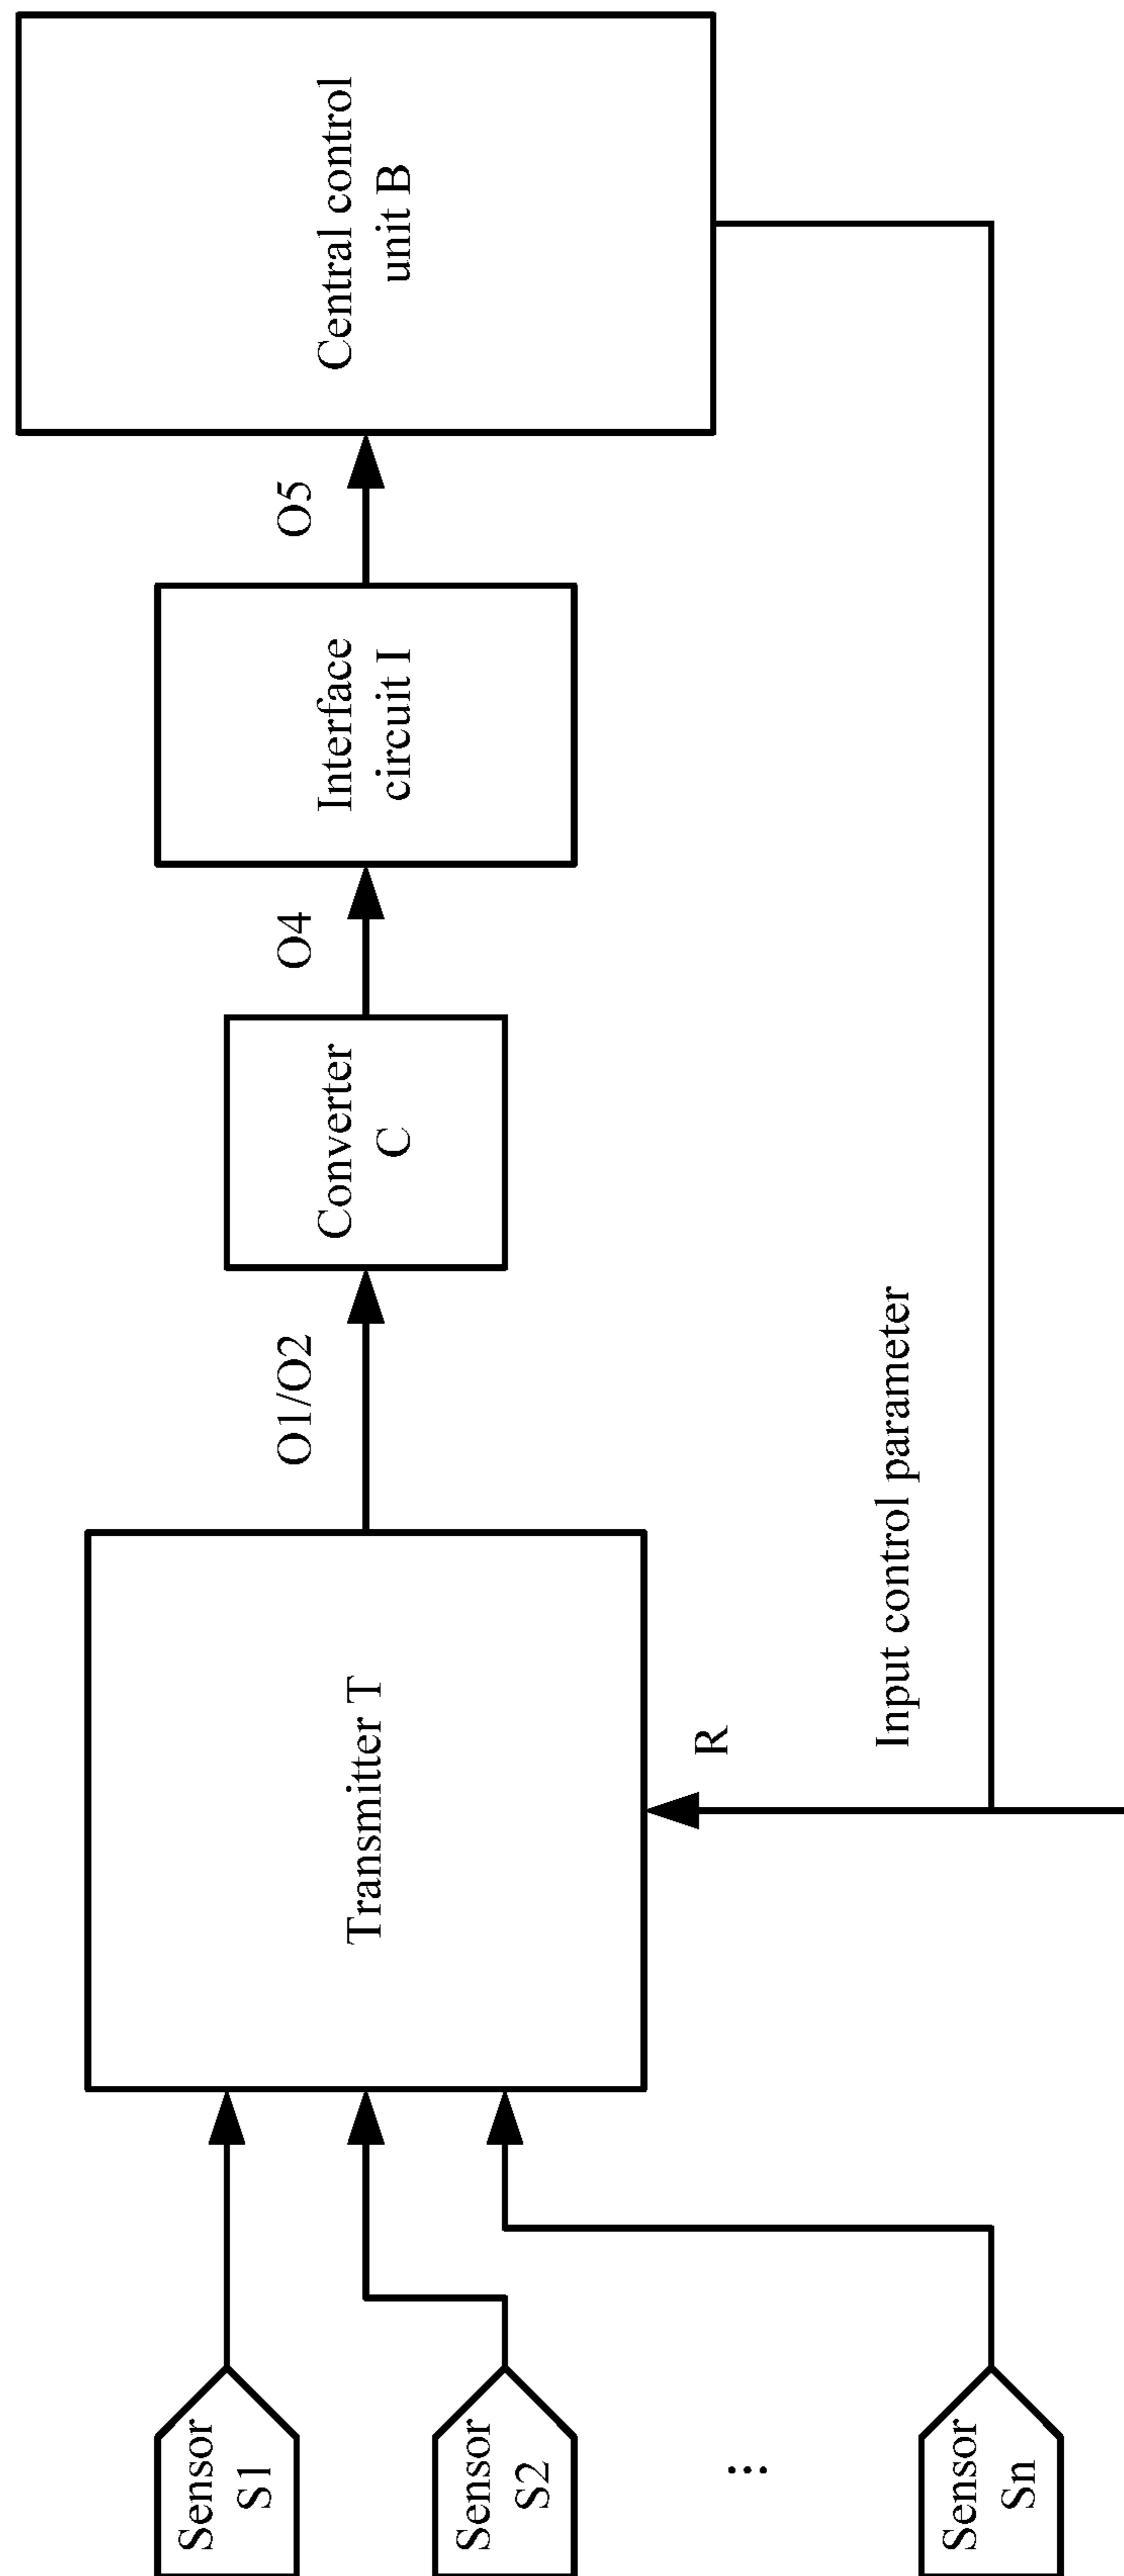 Sensor
S1
Sensor
S2
...
Sensor
Sn
Transmitter T
R
Input control parameter
O1/O2
Converter
C
O4
Interface
circuit I
O5
Central control
unit B